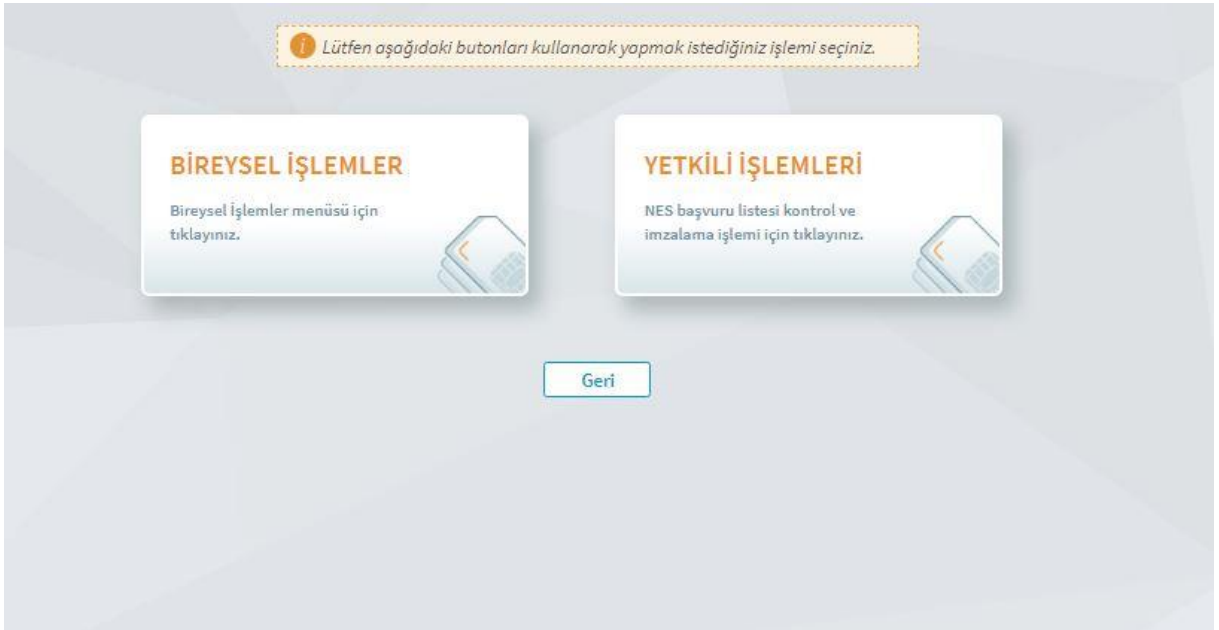 Lütfen aşağıdaki butonları kullanarak yapmak istediğiniz işlemi seçiniz.
BİREYSEL İŞLEMLER
Bireysel İşlemler menüsü için
tıklayınız.
YETKİLİ İŞLEMLERİ
NES başvuru listesi kontrol ve
imzalama işlemi için tıklayınız.
Geri